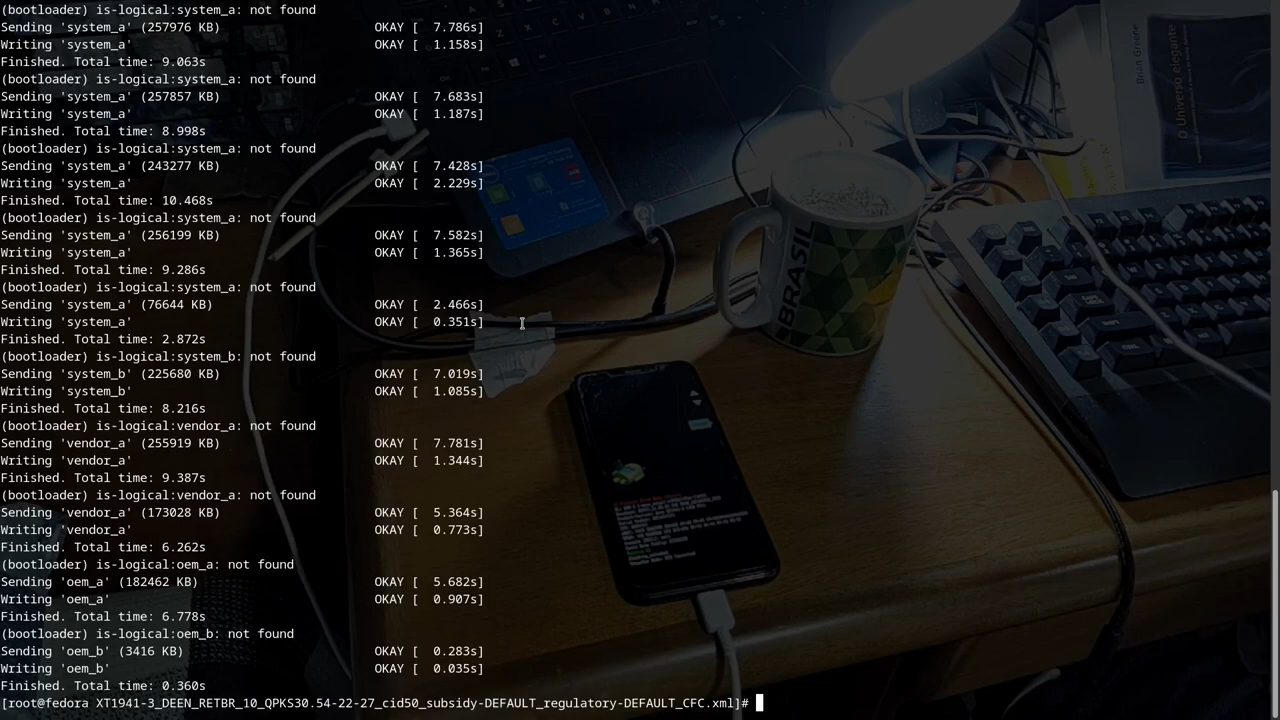 (bootloader) is-logical:system_a: not found
Sending 'system_a' (257976 KB)                     OKAY [  7.786s]
Writing 'system_a'                                 OKAY [  1.158s]
Finished. Total time: 9.063s
(bootloader) is-logical:system_a: not found
Sending 'system_a' (257857 KB)                     OKAY [  7.683s]
Writing 'system_a'                                 OKAY [  1.187s]
Finished. Total time: 8.998s
(bootloader) is-logical:system_a: not found
Sending 'system_a' (243277 KB)                     OKAY [  7.428s]
Writing 'system_a'                                 OKAY [  2.229s]
Finished. Total time: 10.468s
(bootloader) is-logical:system_a: not found
Sending 'system_a' (256199 KB)                     OKAY [  7.582s]
Writing 'system_a'                                 OKAY [  1.365s]
Finished. Total time: 9.286s
(bootloader) is-logical:system_a: not found
Sending 'system_a' (76644 KB)                      OKAY [  2.466s]
Writing 'system_a'                                 OKAY [  0.351s]
Finished. Total time: 2.872s
(bootloader) is-logical:system_b: not found
Sending 'system_b' (225680 KB)                     OKAY [  7.019s]
Writing 'system_b'                                 OKAY [  1.085s]
Finished. Total time: 8.216s
(bootloader) is-logical:vendor_a: not found
Sending 'vendor_a' (255919 KB)                     OKAY [  7.781s]
Writing 'vendor_a'                                 OKAY [  1.344s]
Finished. Total time: 9.387s
(bootloader) is-logical:vendor_a: not found
Sending 'vendor_a' (173028 KB)                     OKAY [  5.364s]
Writing 'vendor_a'                                 OKAY [  0.773s]
Finished. Total time: 6.262s
(bootloader) is-logical:oem_a: not found
Sending 'oem_a' (182462 KB)                        OKAY [  5.682s]
Writing 'oem_a'                                    OKAY [  0.907s]
Finished. Total time: 6.778s
(bootloader) is-logical:oem_b: not found
Sending 'oem_b' (3416 KB)                          OKAY [  0.283s]
Writing 'oem_b'                                    OKAY [  0.035s]
Finished. Total time: 0.360s
[root@fedora XT1941-3_DEEN_RETBR_10_QPKS30.54-22-27_cid50_subsidy-DEFAULT_regulatory-DEFAULT_CFC.xml]#
BRASIL
Brian Greene
O Universo elegante